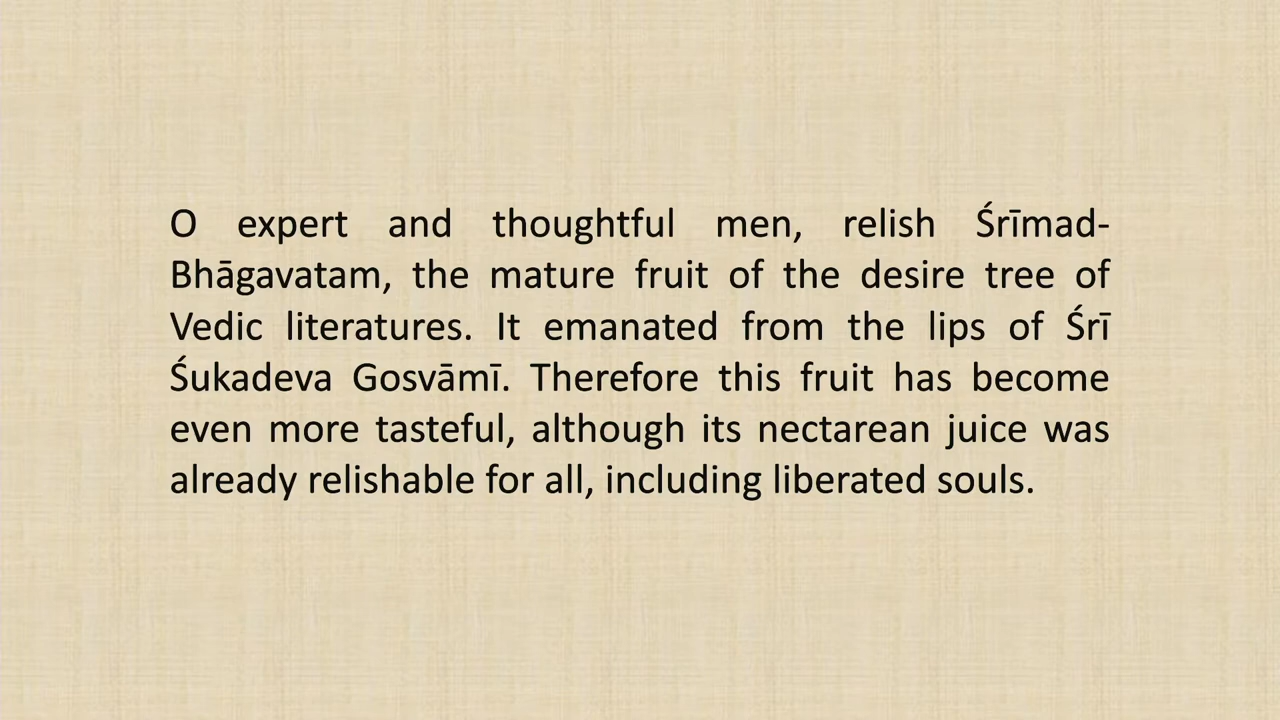 O expert and thoughtful men, relish Śrīmad-
Bhāgavatam, the mature fruit of the desire tree of
Vedic literatures. It emanated from the lips of Śrī
Śukadeva Gosvāmī. Therefore this fruit has become
even more tasteful, although its nectarean juice was
already relishable for all, including liberated souls.